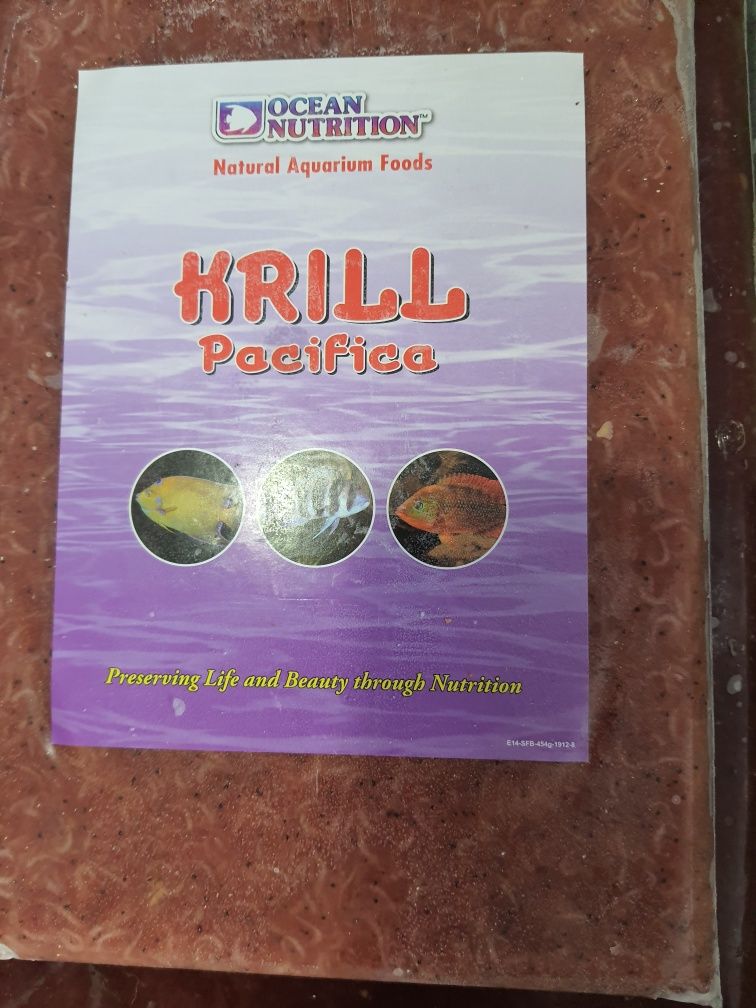 OCEAN
NUTRITION™
Natural Aquarium Foods
KRILL
Pacifica
Preserving Life and Beauty through Nutrition
E14-SFB-454g-1912-8